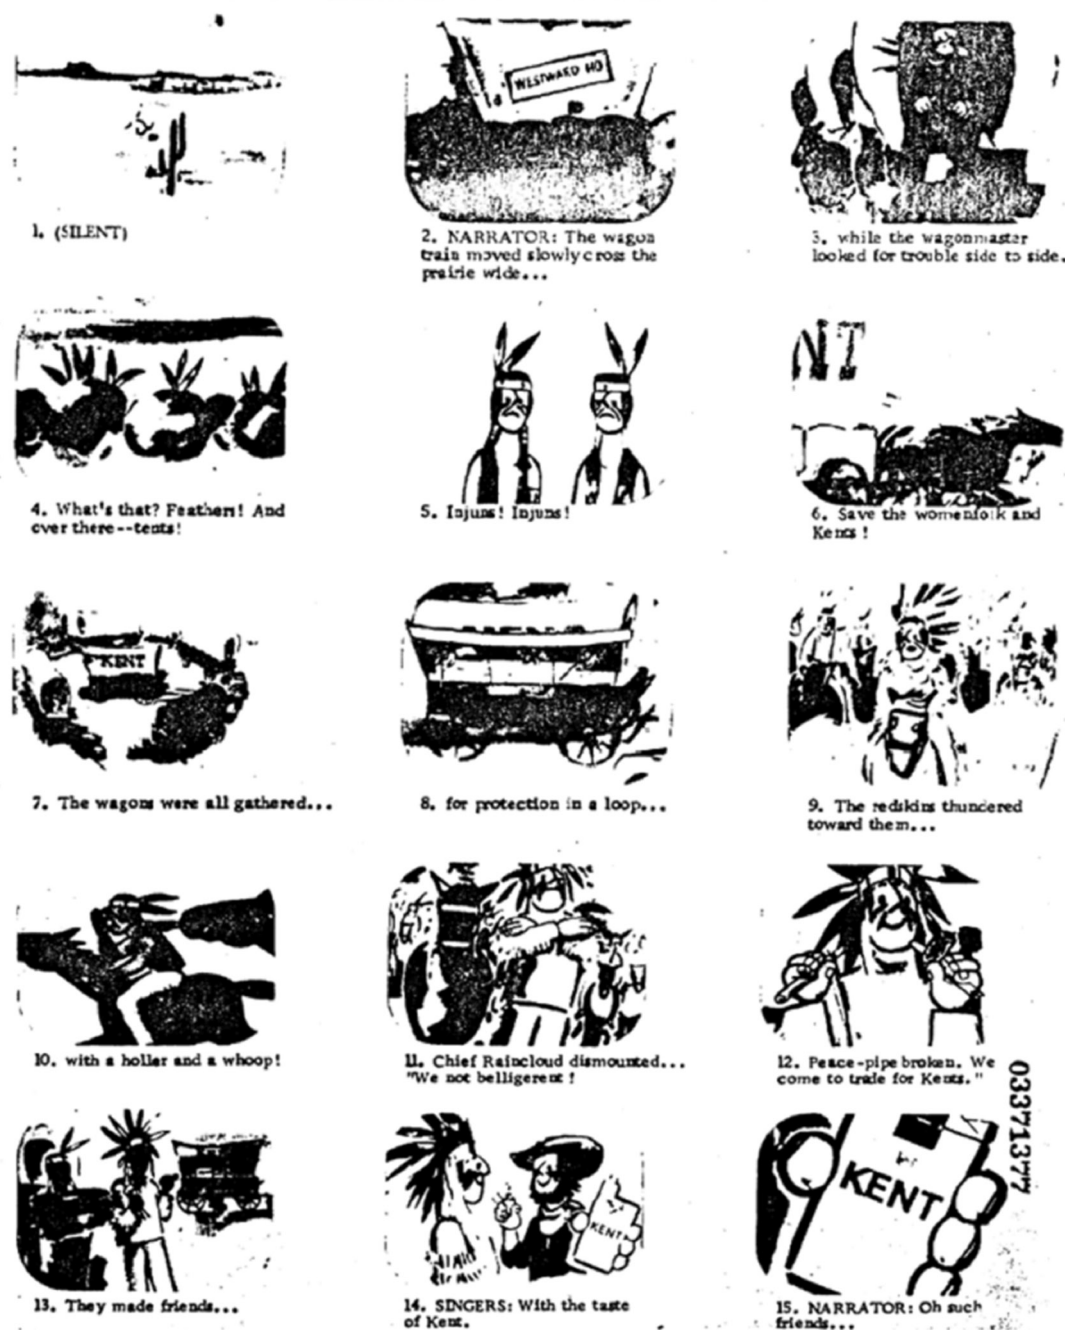 WESTWARD HO
1. (SILENT)
2. NARRATOR: The wagon
train moved slowly cross the
prairie wide...
3. while the wagonmaster
looked for trouble side to side.
4. What's that? Feathers! And
over there--tents!
5. Injuns! Injuns!
NT
6. Save the womenfolk and
Kents!
KENT
7. The wagons were all gathered...
8. for protection in a loop...
9. The redskins thundered
toward them...
10. with a holler and a whoop!
11. Chief Raincloud dismounted...
"We not belligerent!
12. Peace-pipe broken. We
come to trade for Kents."
03371377
13. They made friends...
KENT
14. SINGERS: With the taste
of Kent.
KENT
15. NARRATOR: Oh such
friends...